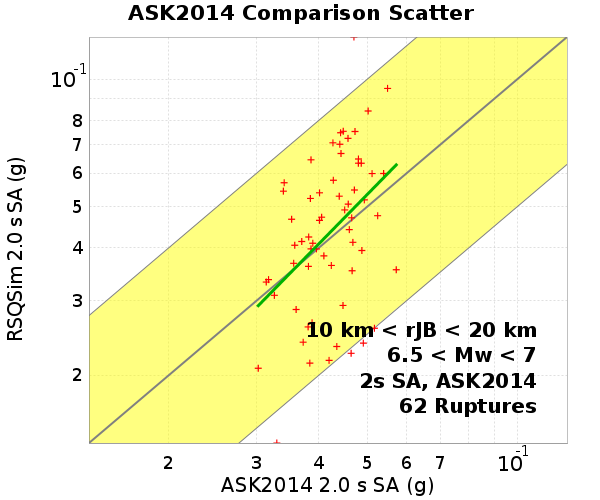 ASK2014 Comparison Scatter
RSQSim 2.0 s SA (g)
10-1
8
7
6
5
4
3
2
10 km < rJB < 20 km
6.5 < Mw < 7
2s SA, ASK2014
62 Ruptures
2 3 4 5 6 7 10-1
ASK2014 2.0 s SA (g)